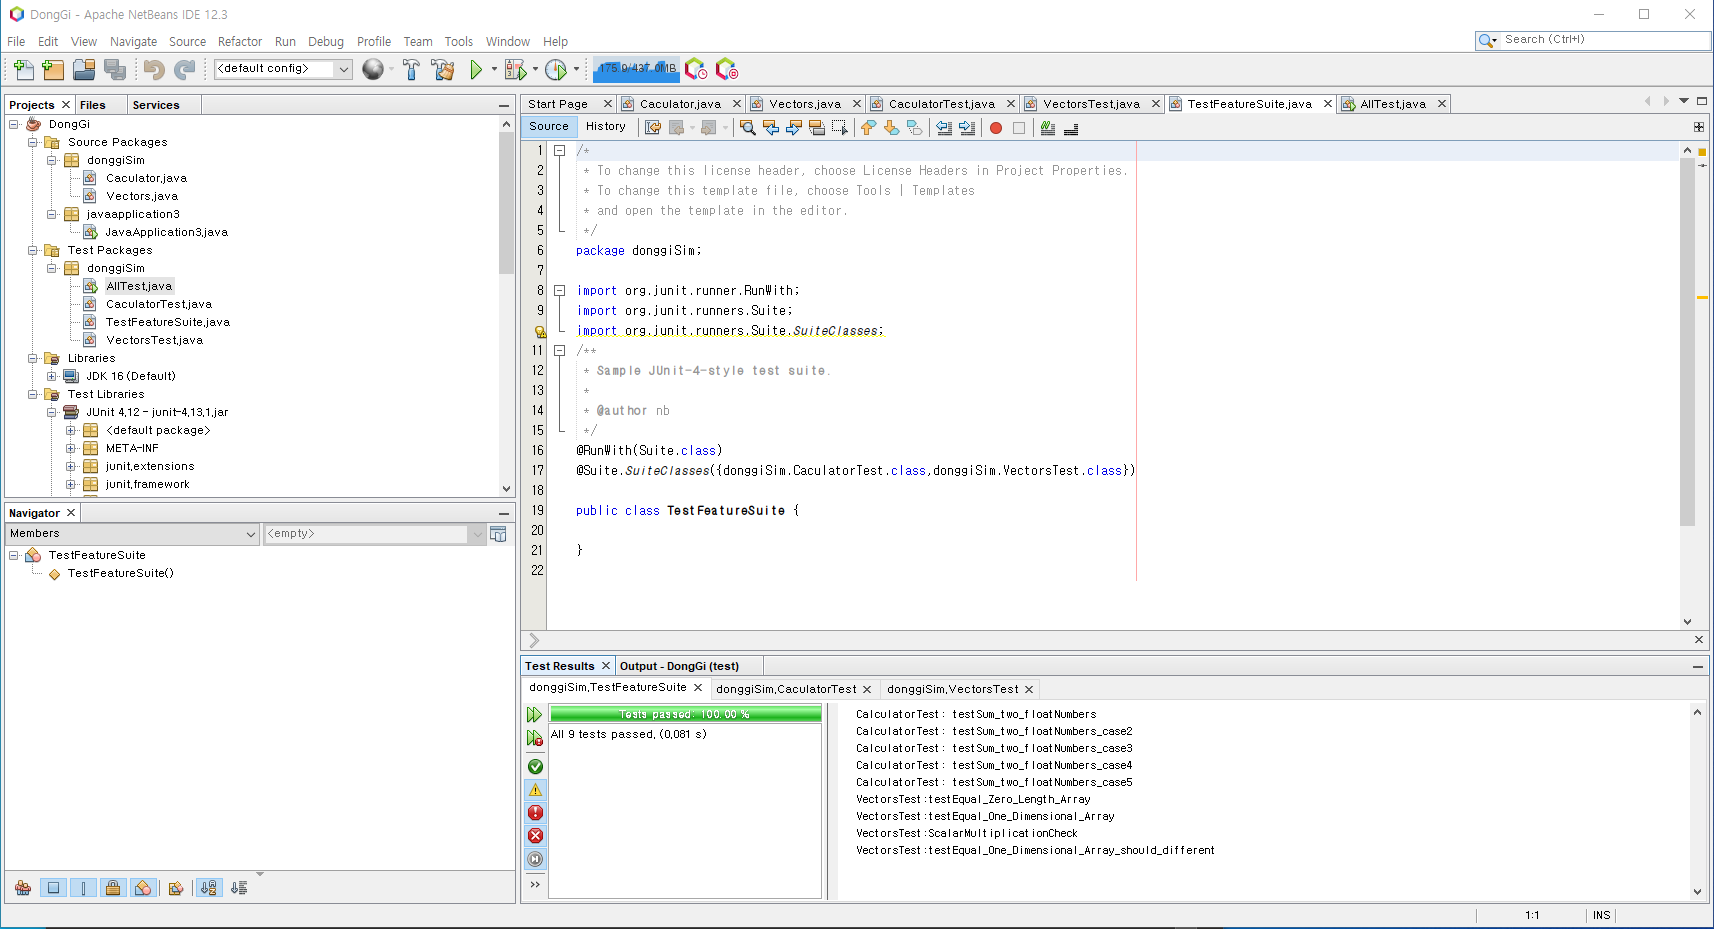 DongGi - Apache NetBeans IDE 12.3
File Edit View Navigate Source Refactor Run Debug Profile Team Tools Window Help
Search (Ctrl+I)
<default config>
175.9/437.0MB
Projects Files Services
DongGi
Source Packages
donggiSim
Caculator.java
Vectors.java
javaapplication3
JavaApplication3.java
Test Packages
donggiSim
AllTest.java
CaculatorTest.java
TestFeatureSuite.java
VectorsTest.java
Libraries
JDK 16 (Default)
Test Libraries
JUnit 4.12 - junit-4.13.1.jar
<default package>
META-INF
junit.extensions
junit.framework
Navigator
Members <empty>
TestFeatureSuite
TestFeatureSuite()
Start Page Caculator.java Vectors.java CaculatorTest.java VectorsTest.java TestFeatureSuite.java AllTest.java
Source History
1 /*
2 * To change this license header, choose License Headers in Project Properties.
3 * To change this template file, choose Tools | Templates
4 * and open the template in the editor.
5 */
6 package donggiSim;
7
8 import org.junit.runner.RunWith;
9 import org.junit.runners.Suite;
import org.junit.runners.Suite.SuiteClasses;
11 /**
12 * Sample JUnit-4-style test suite.
13 *
14 * @author nb
15 */
16 @RunWith(Suite.class)
17 @Suite.SuiteClasses({donggiSim.CaculatorTest.class,donggiSim.VectorsTest.class})
18
19 public class TestFeatureSuite {
20
21 }
22
Test Results Output - DongGi (test)
donggiSim.TestFeatureSuite donggiSim.CaculatorTest donggiSim.VectorsTest
Tests passed: 100.00 %
All 9 tests passed. (0.081 s)
CalculatorTest: testSum_two_floatNumbers
CalculatorTest: testSum_two_floatNumbers_case2
CalculatorTest: testSum_two_floatNumbers_case3
CalculatorTest: testSum_two_floatNumbers_case4
CalculatorTest: testSum_two_floatNumbers_case5
VectorsTest:testEqual_Zero_Length_Array
VectorsTest:testEqual_One_Dimensional_Array
VectorsTest:ScalarMultiplicationCheck
VectorsTest:testEqual_One_Dimensional_Array_should_different
1:1 INS